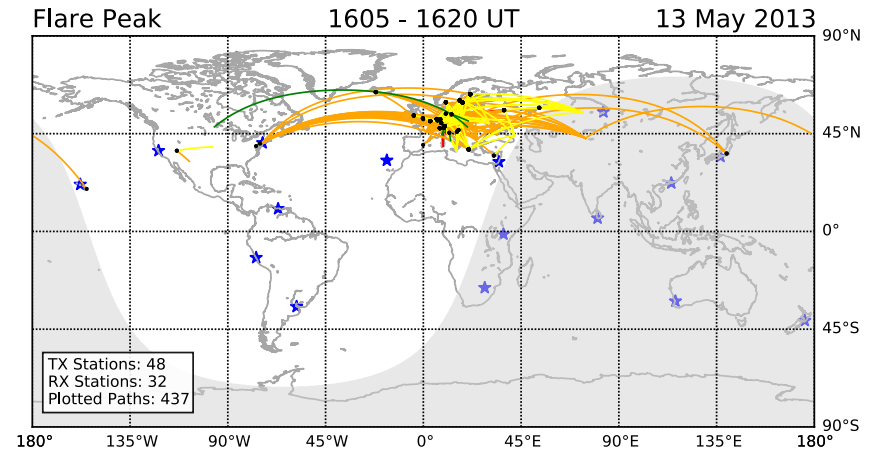 Flare Peak 1605 - 1620 UT 13 May 2013
90°N
45°N
0°
45°S
90°S
TX Stations: 48
RX Stations: 32
Plotted Paths: 437
180° 135°W 90°W 45°W 0° 45°E 90°E 135°E 180°